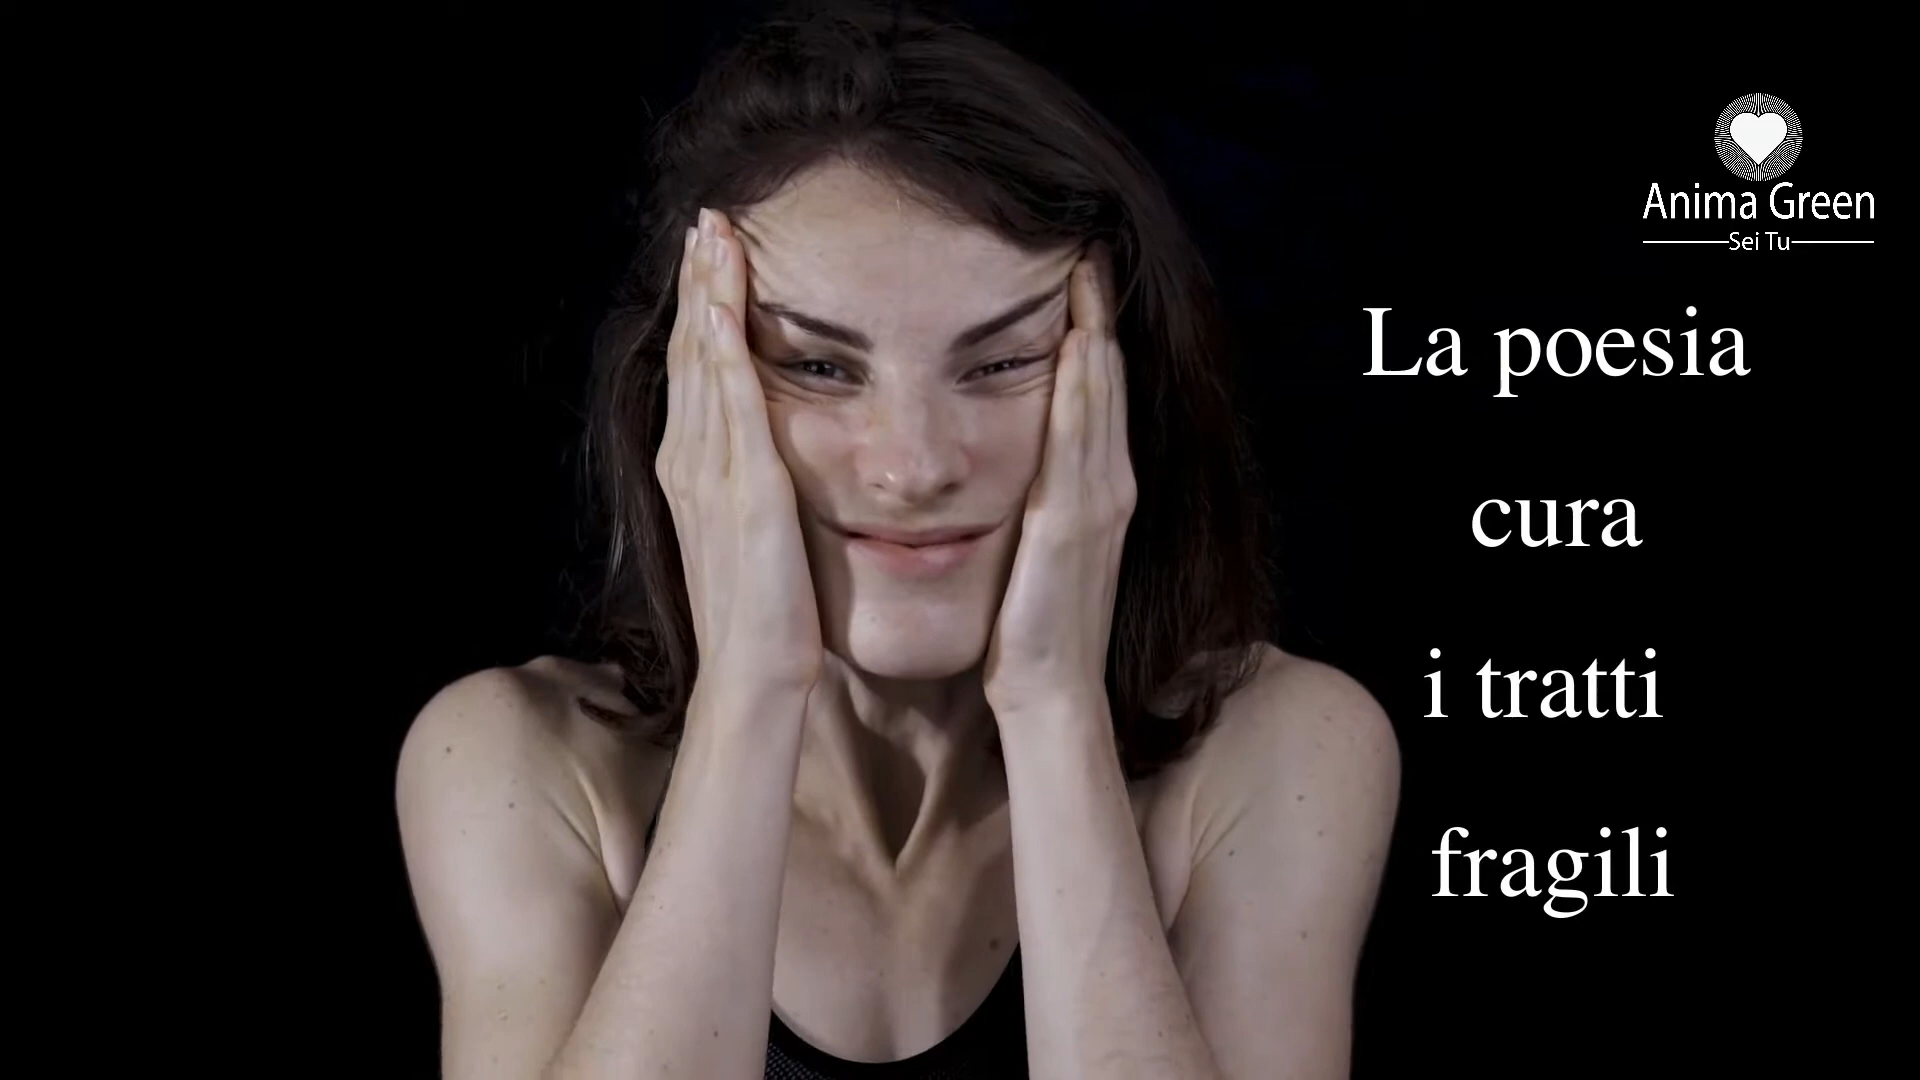 Anima Green
Sei Tu
La poesia
cura
i tratti
fragili